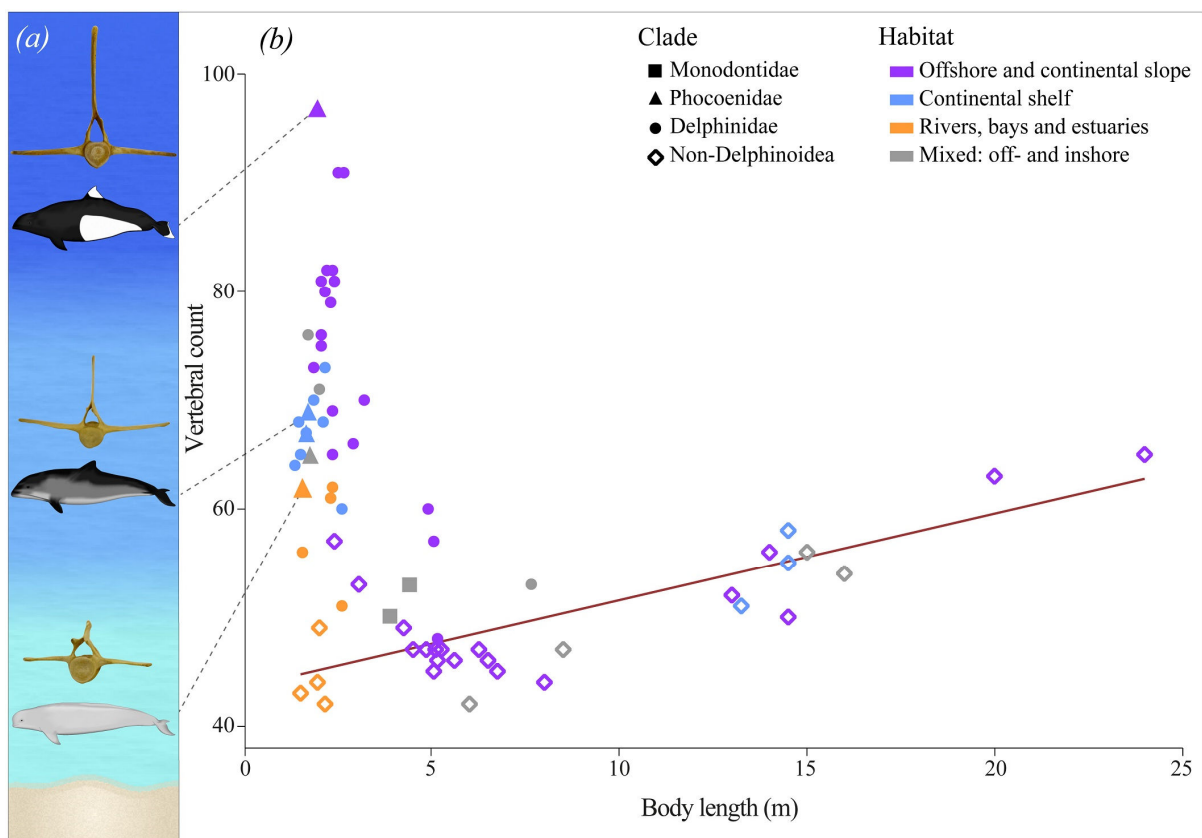 (a)
(b)
Clade
Monodontidae
Phocoenidae
Delphinidae
Non-Delphinoidea
Habitat
Offshore and continental slope
Continental shelf
Rivers, bays and estuaries
Mixed: off- and inshore
Vertebral count
100
80
60
40
0
5
10
15
20
25
Body length (m)